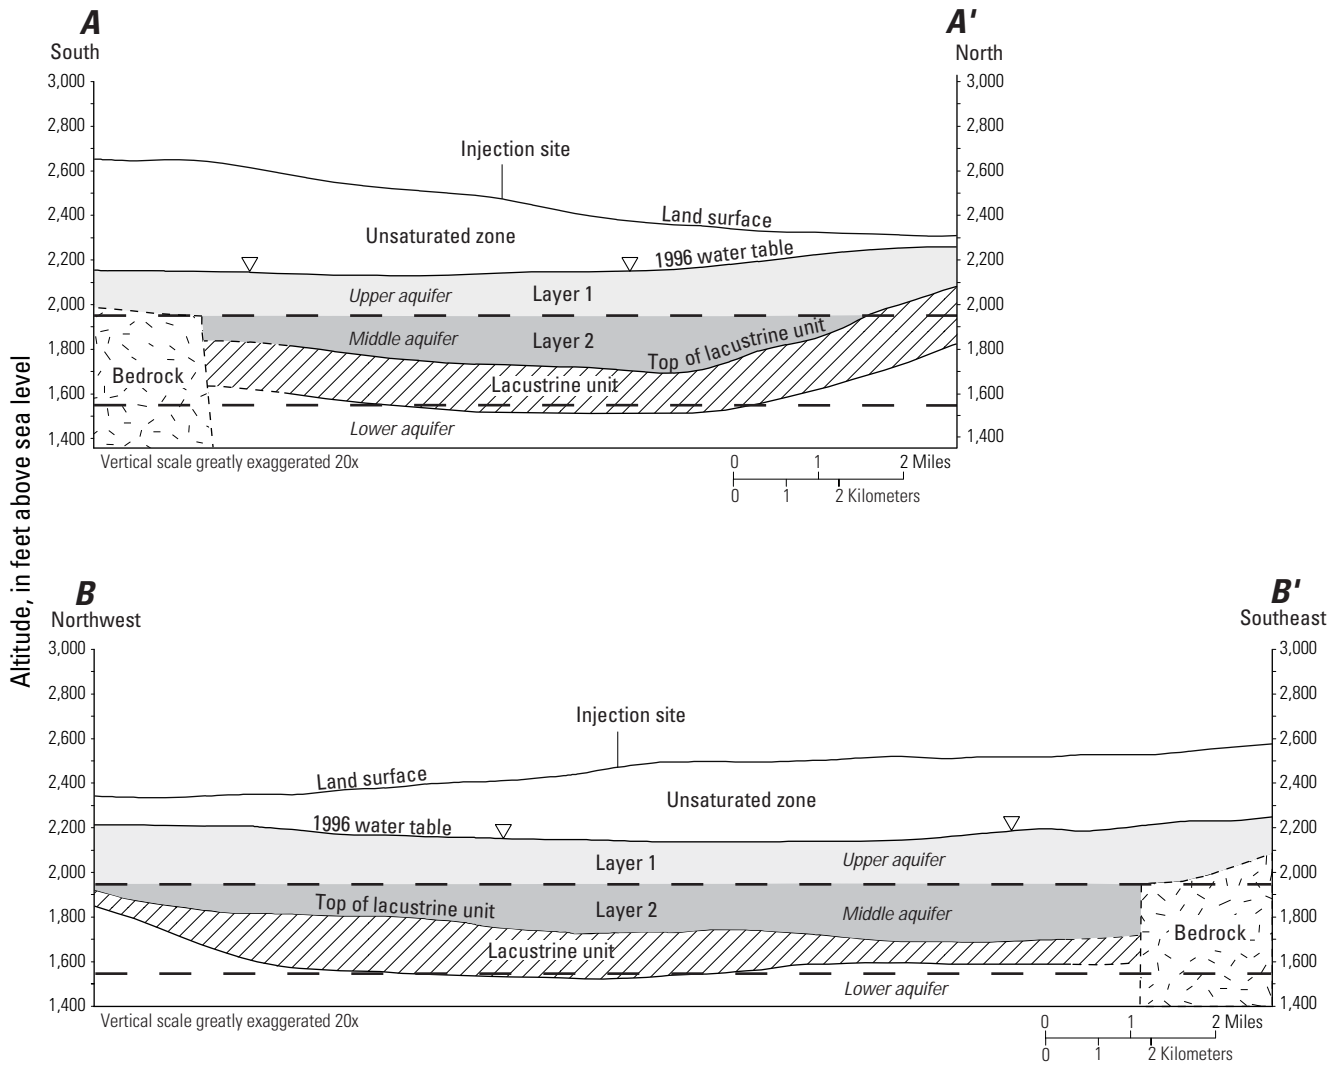 A
South
A'
North
3,000
2,800
2,600
2,400
2,200
2,000
1,800
1,600
1,400
3,000
2,800
2,600
2,400
2,200
2,000
1,800
1,600
1,400
Injection site
Land surface
Unsaturated zone
1996 water table
Upper aquifer
Layer 1
Middle aquifer
Layer 2
Top of lacustrine unit
Bedrock
Lacustrine unit
Lower aquifer
Vertical scale greatly exaggerated 20x
0 1 2 Miles
0 1 2 Kilometers
Altitude, in feet above sea level
B
Northwest
B'
Southeast
3,000
2,800
2,600
2,400
2,200
2,000
1,800
1,600
1,400
3,000
2,800
2,600
2,400
2,200
2,000
1,800
1,600
1,400
Injection site
Land surface
Unsaturated zone
1996 water table
Layer 1
Upper aquifer
Top of lacustrine unit
Layer 2
Middle aquifer
Bedrock
Lacustrine unit
Lower aquifer
Vertical scale greatly exaggerated 20x
0 1 2 Miles
0 1 2 Kilometers